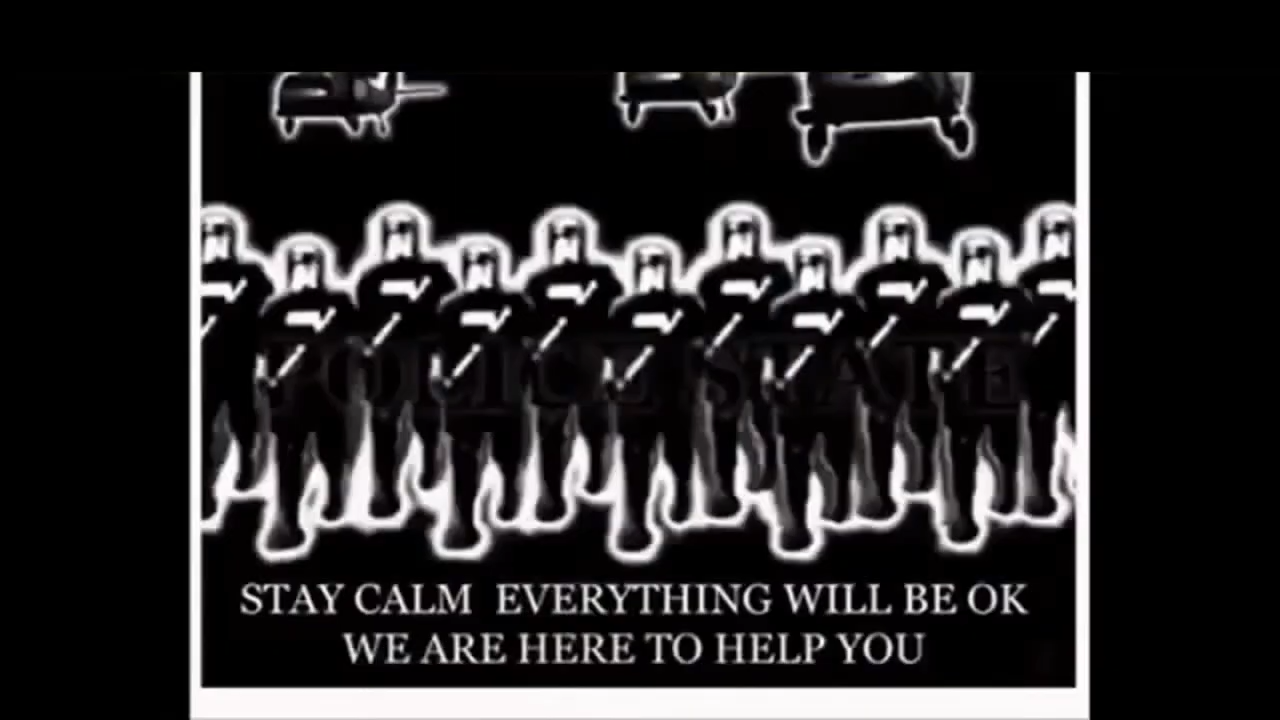 POLICE STATE
STAY CALM EVERYTHING WILL BE OK
WE ARE HERE TO HELP YOU